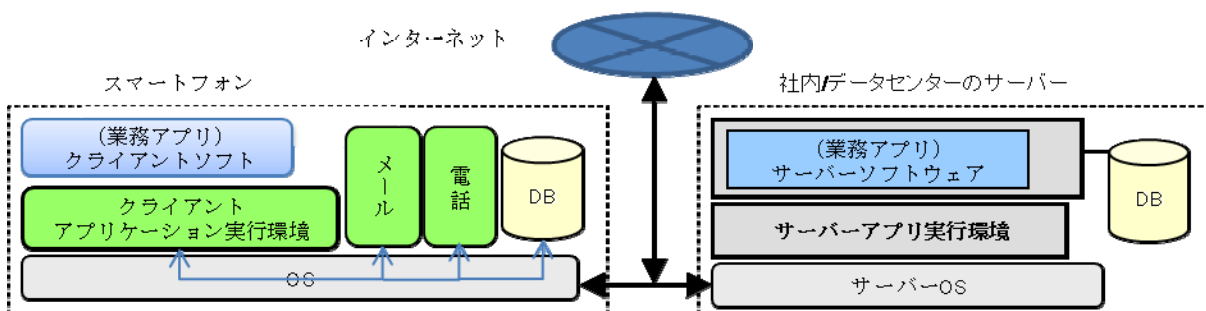 インターネット
スマートフォン
社内/データセンターのサーバー
(業務アプリ)
クライアントソフト
メール
電話
DB
クライアント
アプリケーション実行環境
OS
(業務アプリ)
サーバーソフトウェア
DB
サーバーアプリ実行環境
サーバーOS